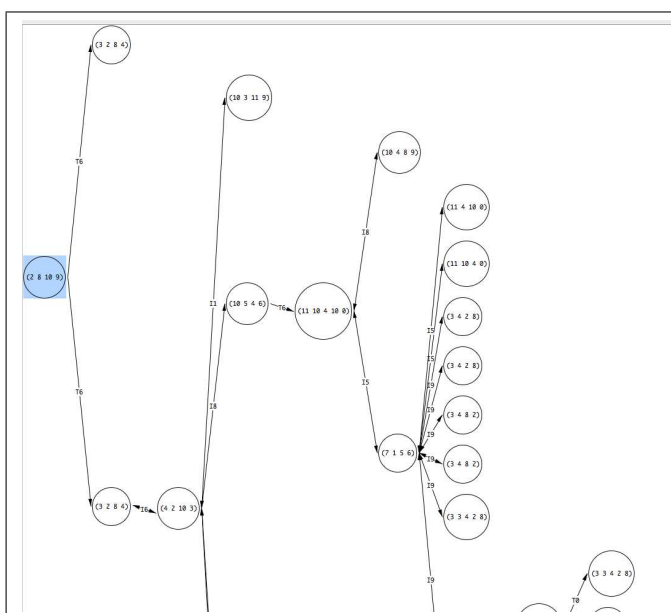 (3 2 8 4)
(10 3 11 9)
(10 4 8 9)
T6
(11 4 10 0)
I8
(11 10 4 0)
(2 8 10 9)
I1
(10 5 4 6)
T6
(11 10 4 10 0)
(3 4 2 8)
I5
I5
(3 4 2 8)
I9
I5
T6
I8
I9
(3 4 8 2)
I9
(7 1 5 6)
I9
(3 4 8 2)
I9
(3 2 8 4)
I6
(4 2 10 3)
(3 3 4 2 8)
I9
(3 3 4 2 8)
T0